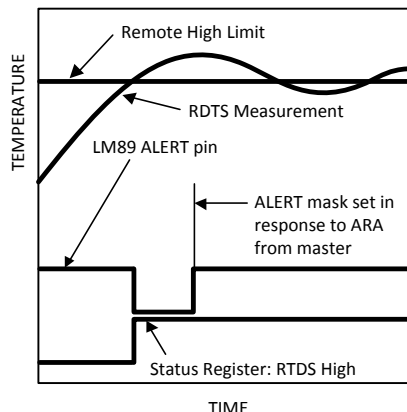 Remote High Limit
RDTS Measurement
LM89 ALERT pin
TEMPERATURE
ALERT mask set in
response to ARA
from master
Status Register: RTDS High
TIME